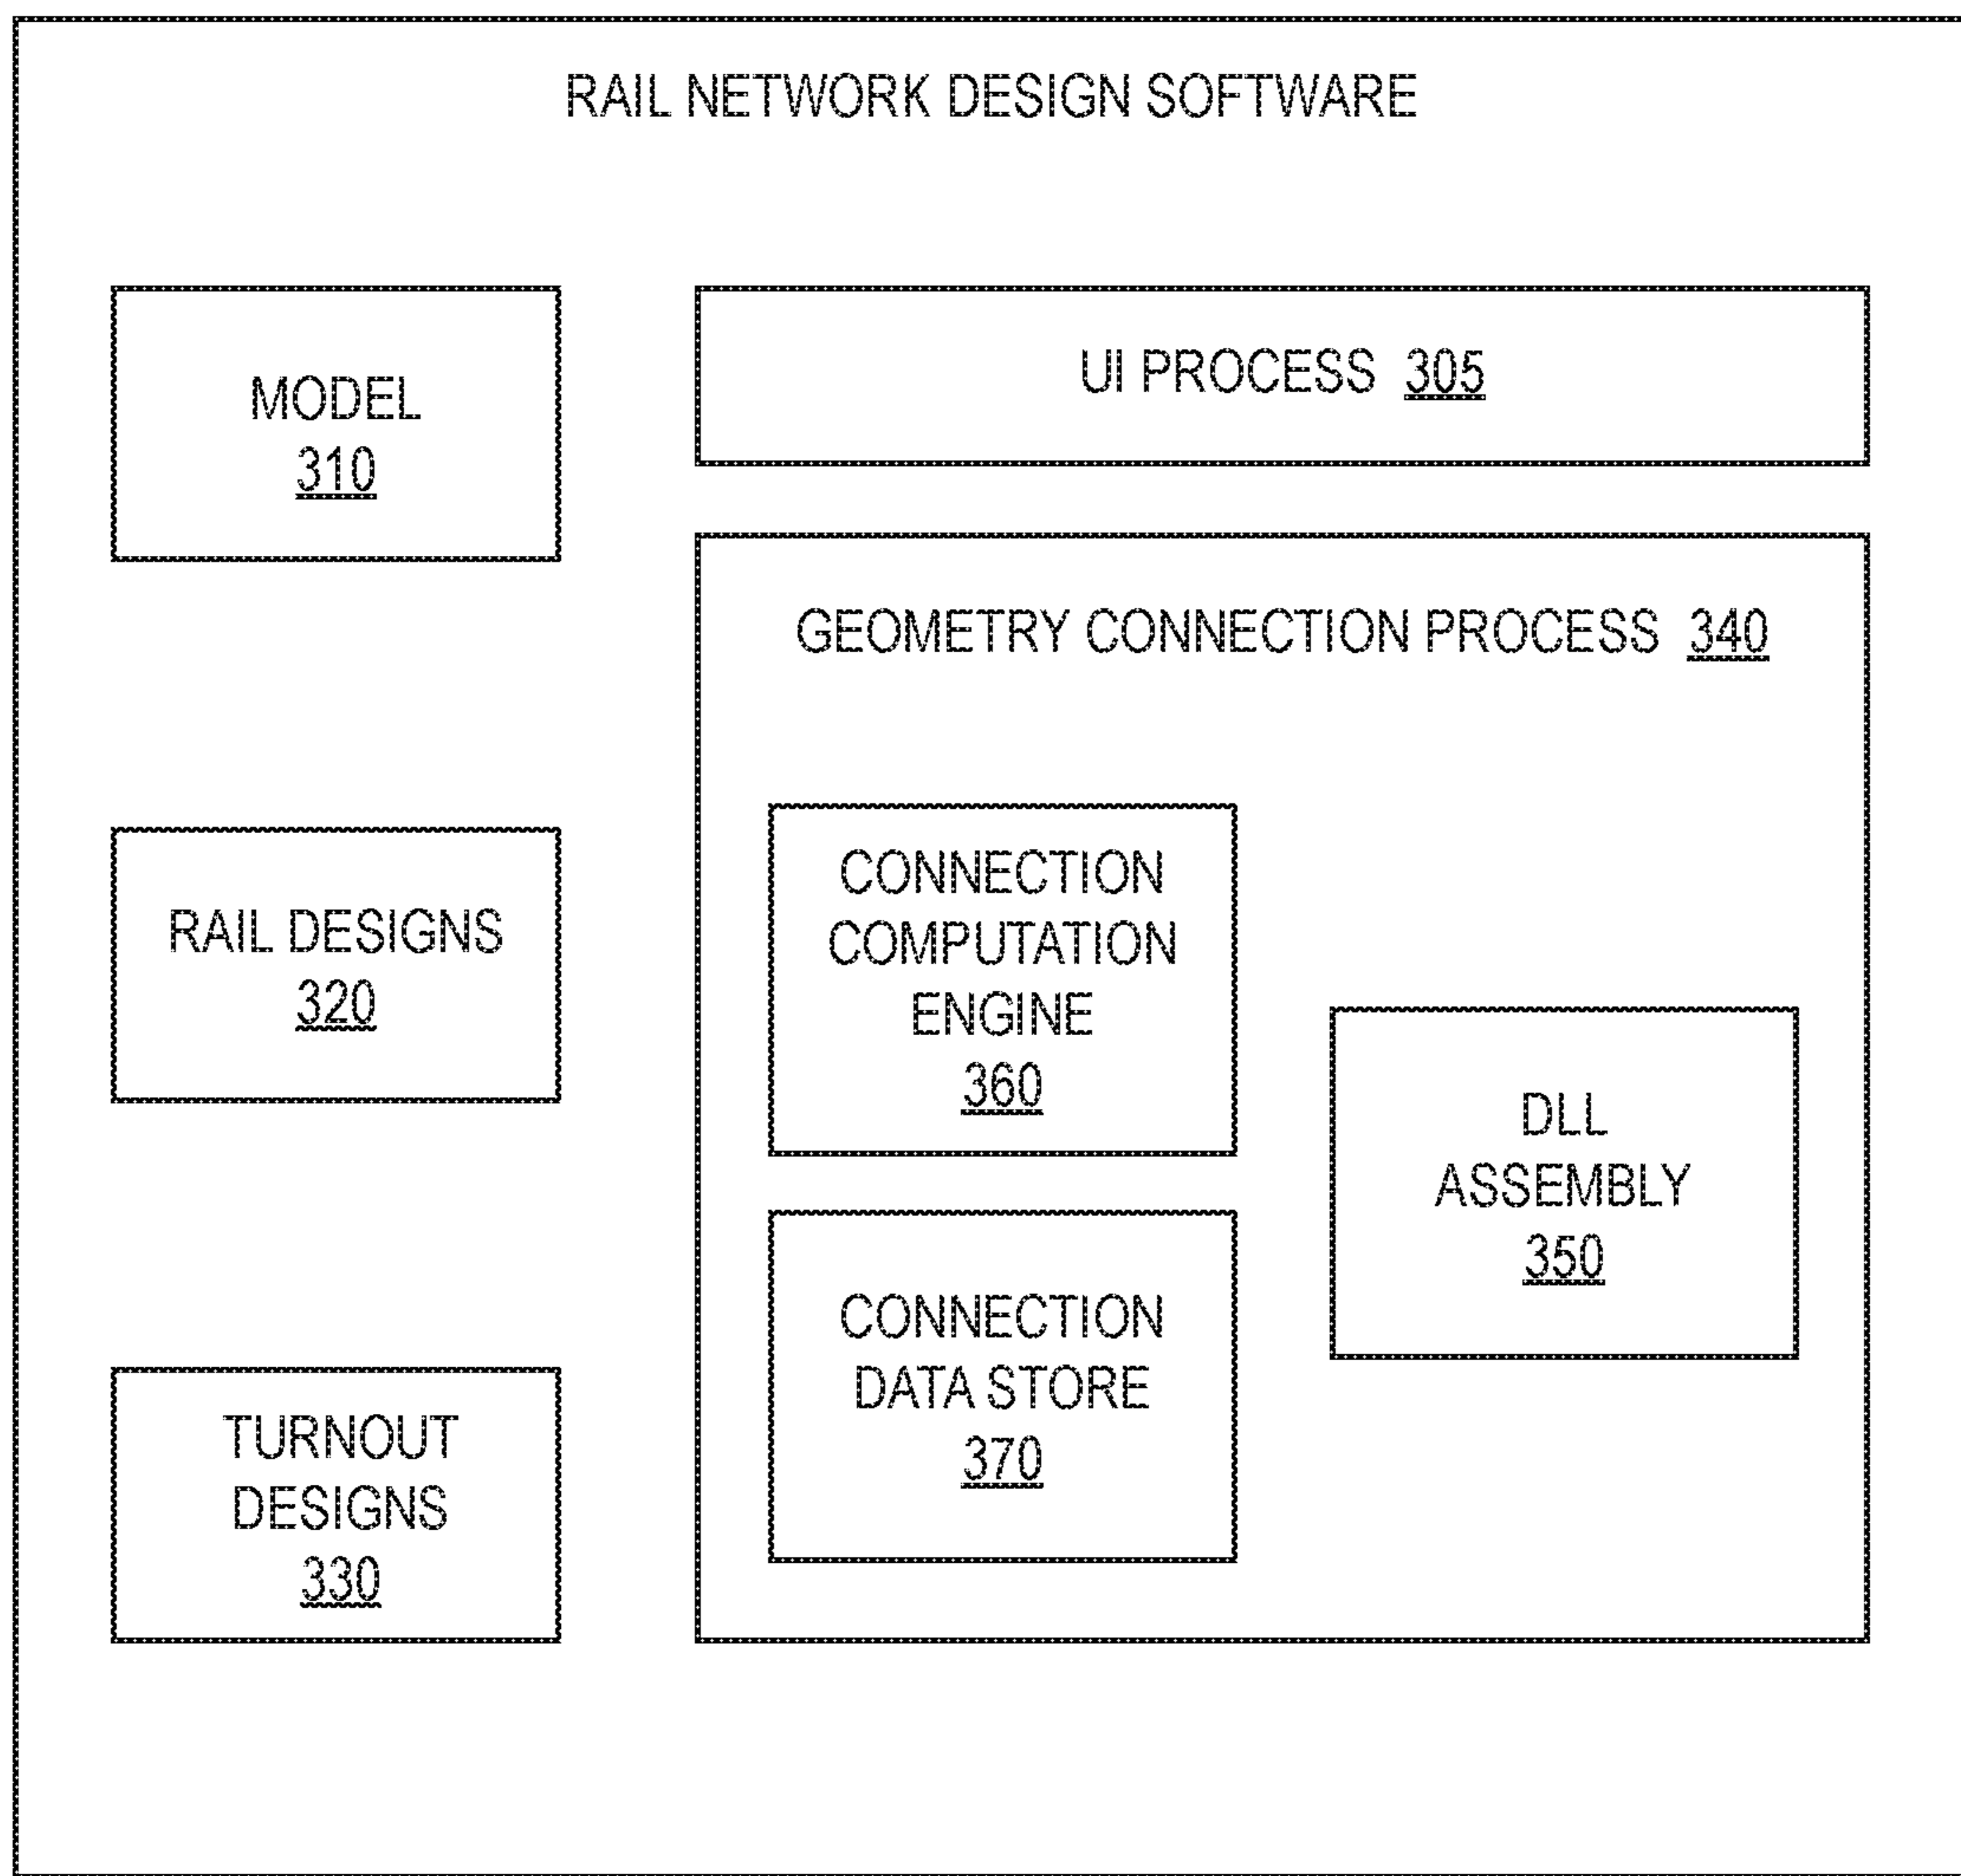 RAIL NETWORK DESIGN SOFTWARE
MODEL
310
UI PROCESS 305
RAIL DESIGNS
320
TURNOUT
DESIGNS
330
GEOMETRY CONNECTION PROCESS 340
CONNECTION
COMPUTATION
ENGINE
360
CONNECTION
DATA STORE
370
DLL
ASSEMBLY
350